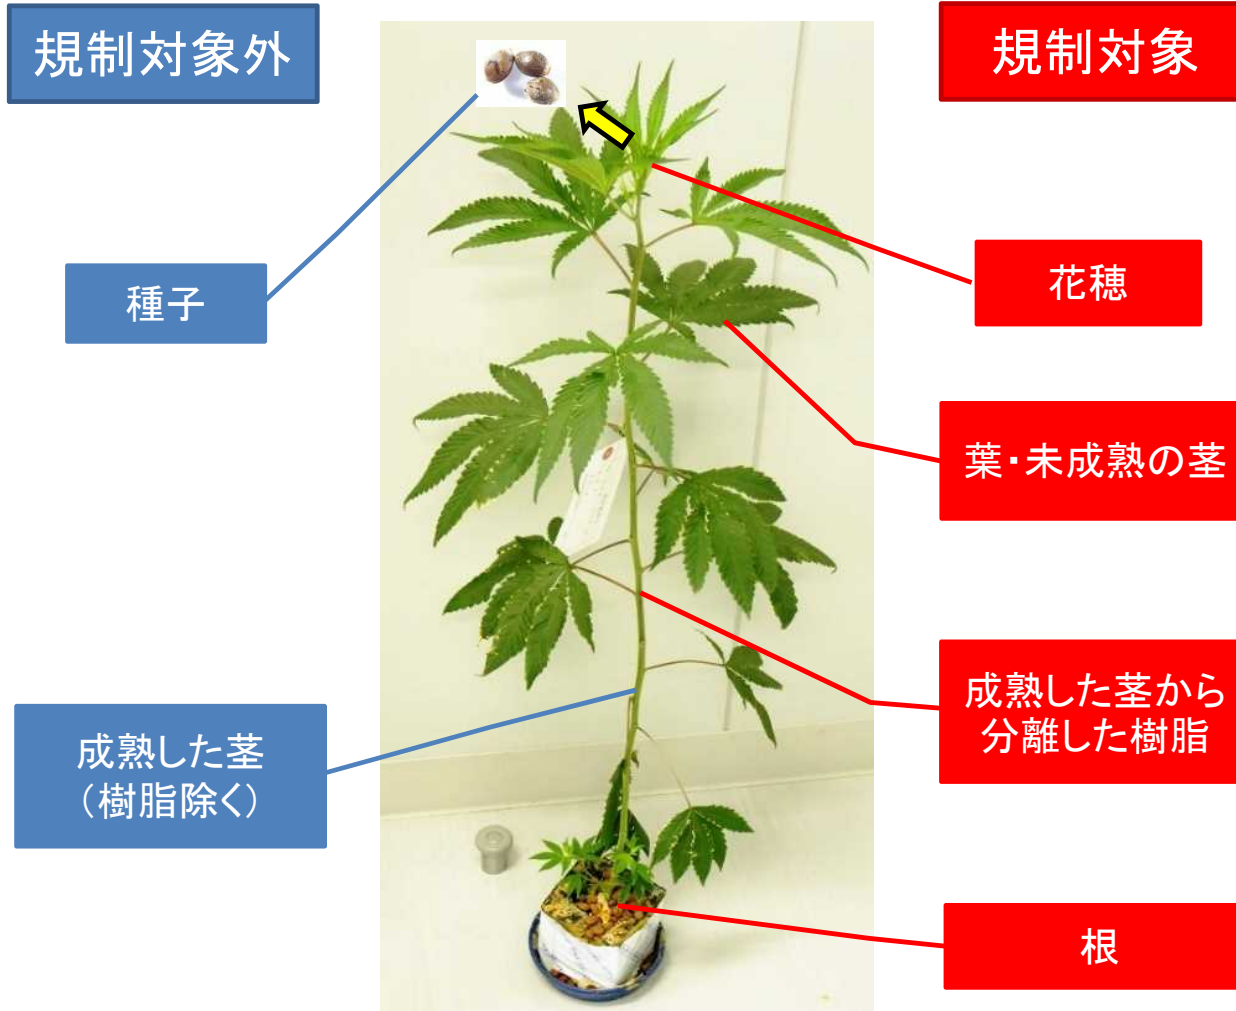 規制対象外
規制対象
種子
花穂
葉・未成熟の茎
成熟した茎から
分離した樹脂
成熟した茎
（樹脂除く）
根